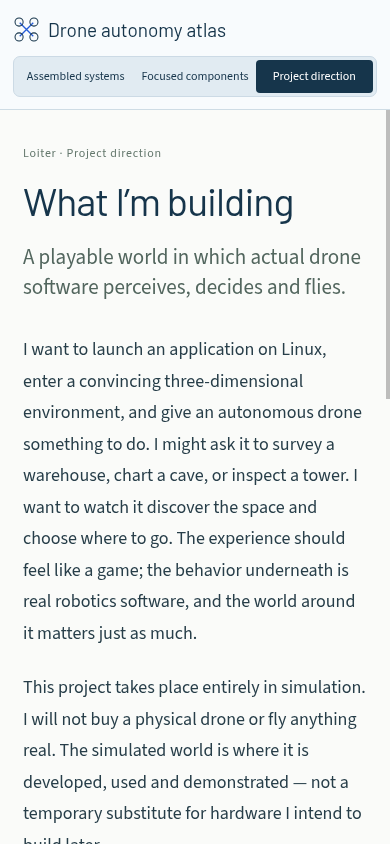 Drone autonomy atlas
Assembled systems
Focused components
Project direction
Loiter · Project direction
What I'm building
A playable world in which actual drone
software perceives, decides and flies.
I want to launch an application on Linux,
enter a convincing three-dimensional
environment, and give an autonomous drone
something to do. I might ask it to survey a
warehouse, chart a cave, or inspect a tower. I
want to watch it discover the space and
choose where to go. The experience should
feel like a game; the behavior underneath is
real robotics software, and the world around
it matters just as much.
This project takes place entirely in simulation.
I will not buy a physical drone or fly anything
real. The simulated world is where it is
developed, used and demonstrated — not a
temporary substitute for hardware I intend to
build later.